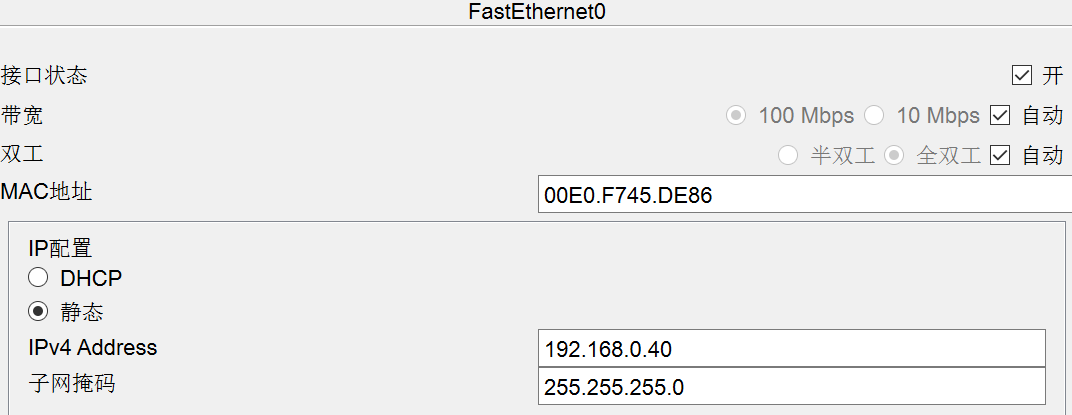 FastEthernet0
接口状态 开
带宽 100 Mbps 10 Mbps 自动
双工 半双工 全双工 自动
MAC地址 00E0.F745.DE86
IP配置
DHCP
静态
IPv4 Address 192.168.0.40
子网掩码 255.255.255.0